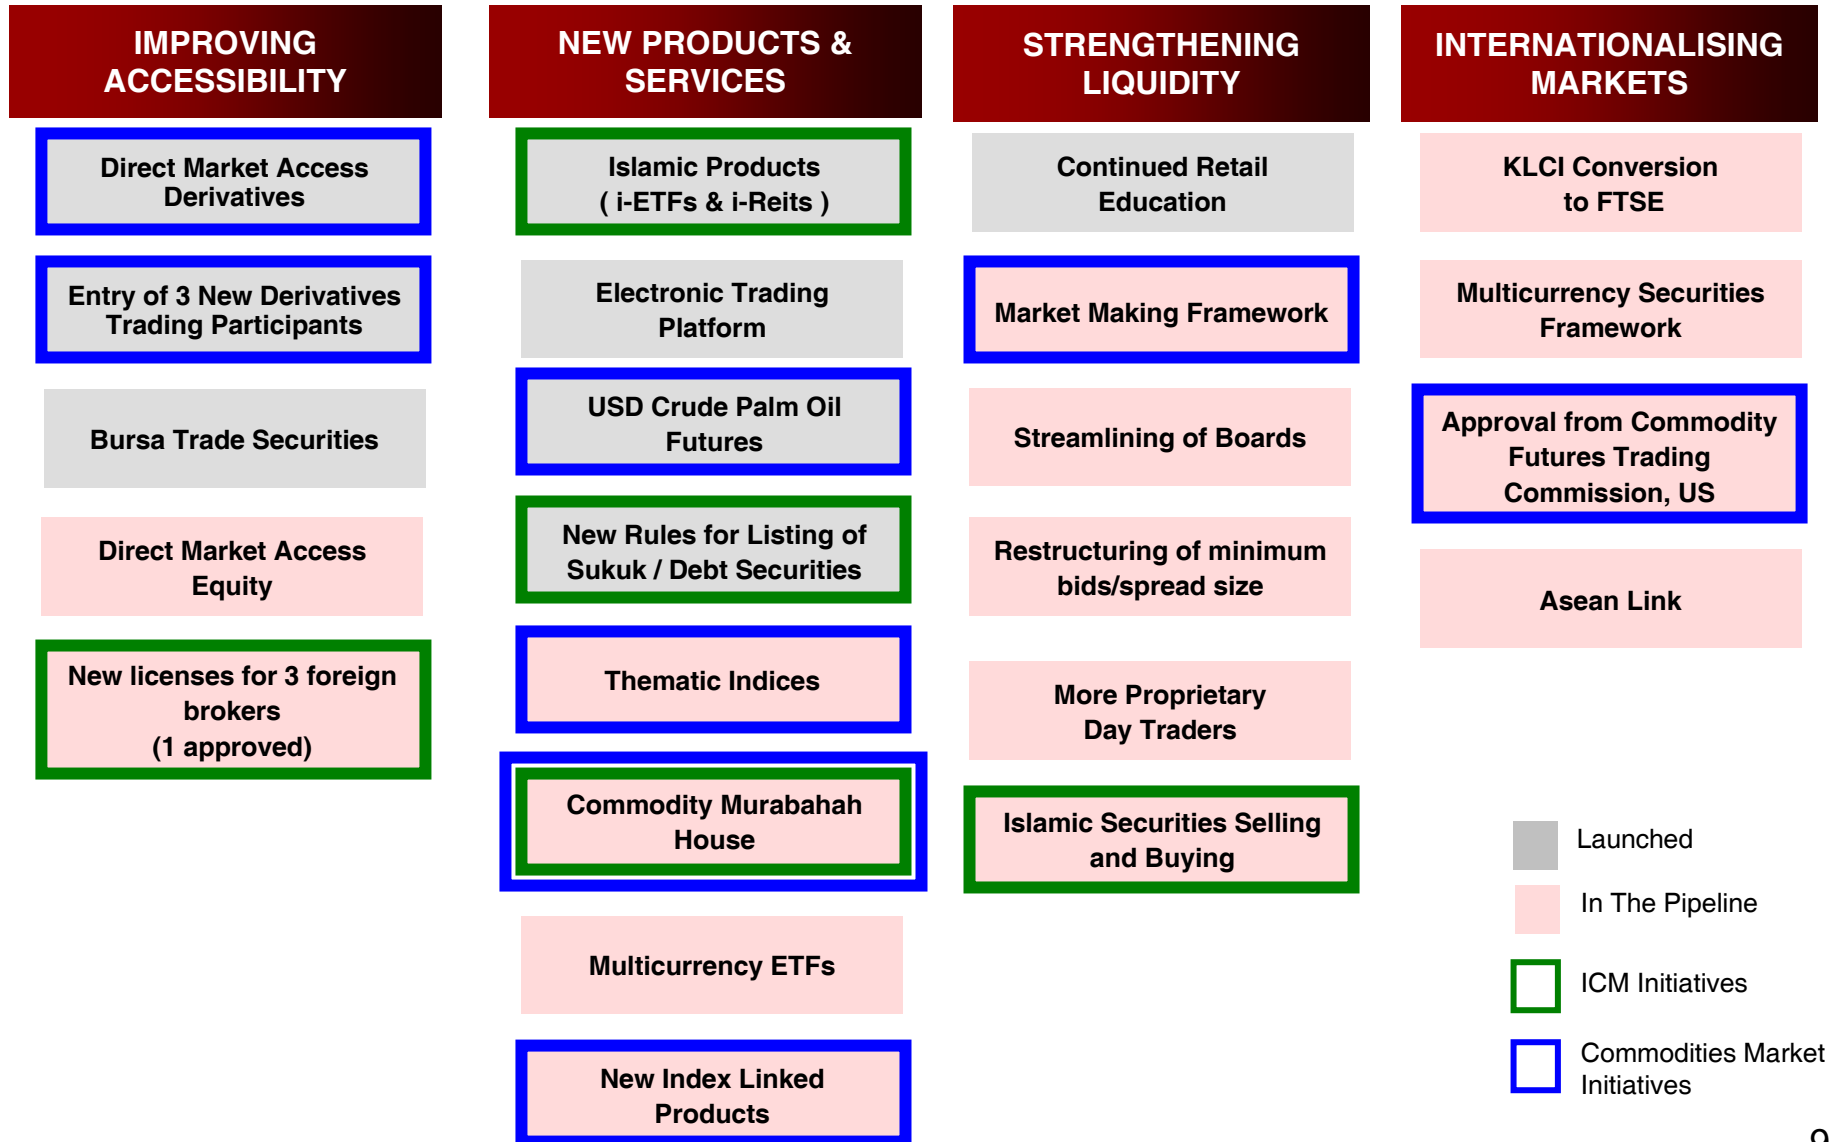 IMPROVING
ACCESSIBILITY
Direct Market Access
Derivatives
Entry of 3 New Derivatives
Trading Participants
Bursa Trade Securities
Direct Market Access
Equity
New licenses for 3 foreign
brokers
(1 approved)
NEW PRODUCTS &
SERVICES
Islamic Products
( i-ETFs & i-Reits )
Electronic Trading
Platform
USD Crude Palm Oil
Futures
New Rules for Listing of
Sukuk / Debt Securities
Thematic Indices
Commodity Murabahah
House
Multicurrency ETFs
New Index Linked
Products
STRENGTHENING
LIQUIDITY
Continued Retail
Education
Market Making Framework
Streamlining of Boards
Restructuring of minimum
bids/spread size
More Proprietary
Day Traders
Islamic Securities Selling
and Buying
INTERNATIONALISING
MARKETS
KLCI Conversion
to FTSE
Multicurrency Securities
Framework
Approval from Commodity
Futures Trading
Commission, US
Asean Link
Launched
In The Pipeline
ICM Initiatives
Commodities Market
Initiatives